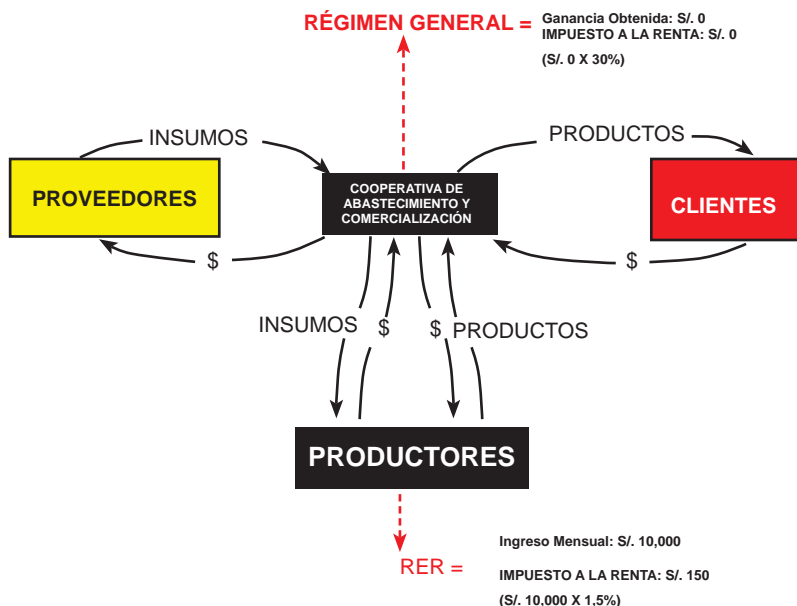 RÉGIMEN GENERAL =
Ganancia Obtenida: S/. 0
IMPUESTO A LA RENTA: S/. 0
(S/. 0 X 30%)
INSUMOS
PRODUCTOS
PROVEEDORES
COOPERATIVA DE
ABASTECIMIENTO Y
COMERCIALIZACIÓN
CLIENTES
$
$
INSUMOS
$
$
PRODUCTOS
PRODUCTORES
RER =
Ingreso Mensual: S/. 10,000
IMPUESTO A LA RENTA: S/. 150
(S/. 10,000 X 1,5%)